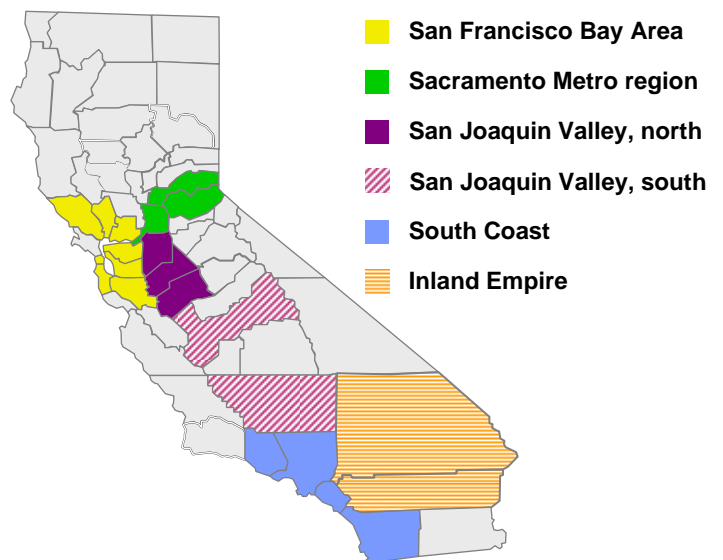 San Francisco Bay Area
Sacramento Metro region
San Joaquin Valley, north
San Joaquin Valley, south
South Coast
Inland Empire